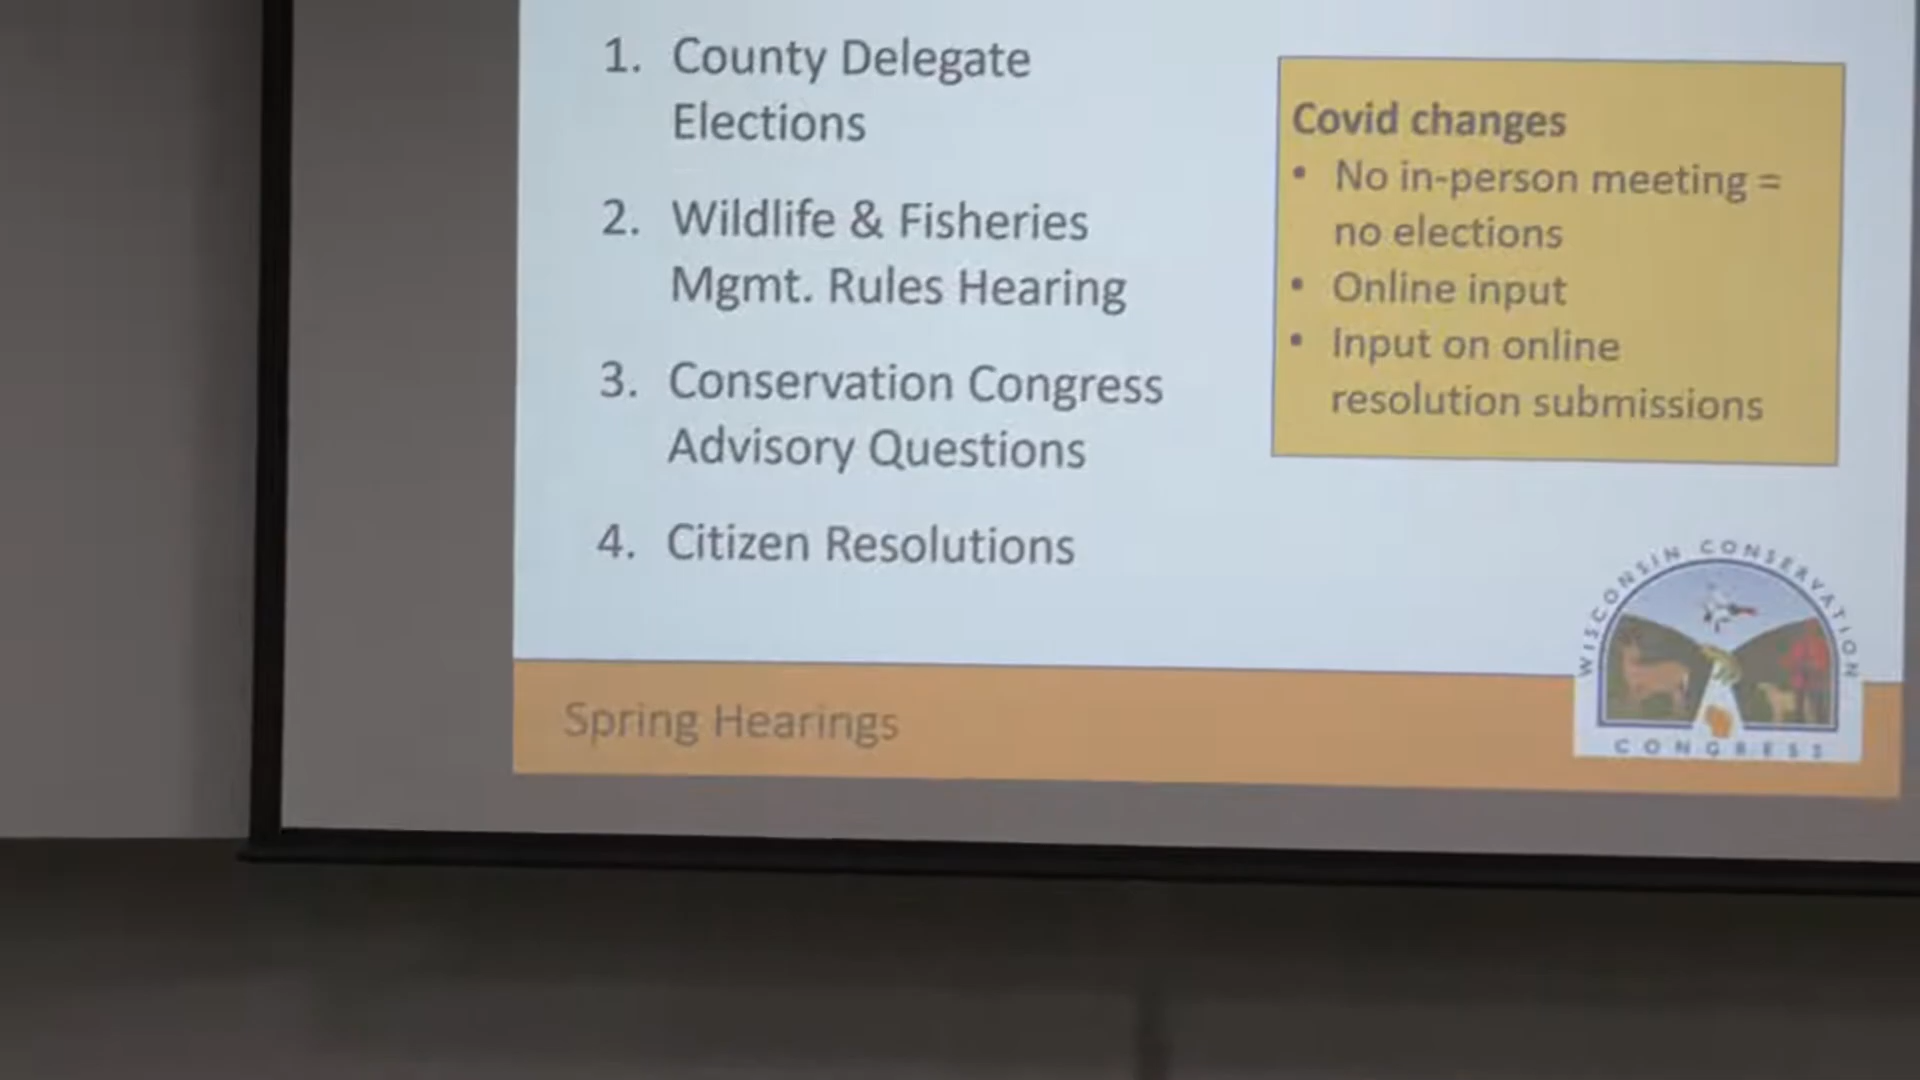 1. County Delegate
Elections
2. Wildlife & Fisheries
Mgmt. Rules Hearing
3. Conservation Congress
Advisory Questions
4. Citizen Resolutions
Covid changes
• No in-person meeting =
no elections
• Online input
• Input on online
resolution submissions
Spring Hearings
WISCONSIN CONSERVATION
CONGRESS